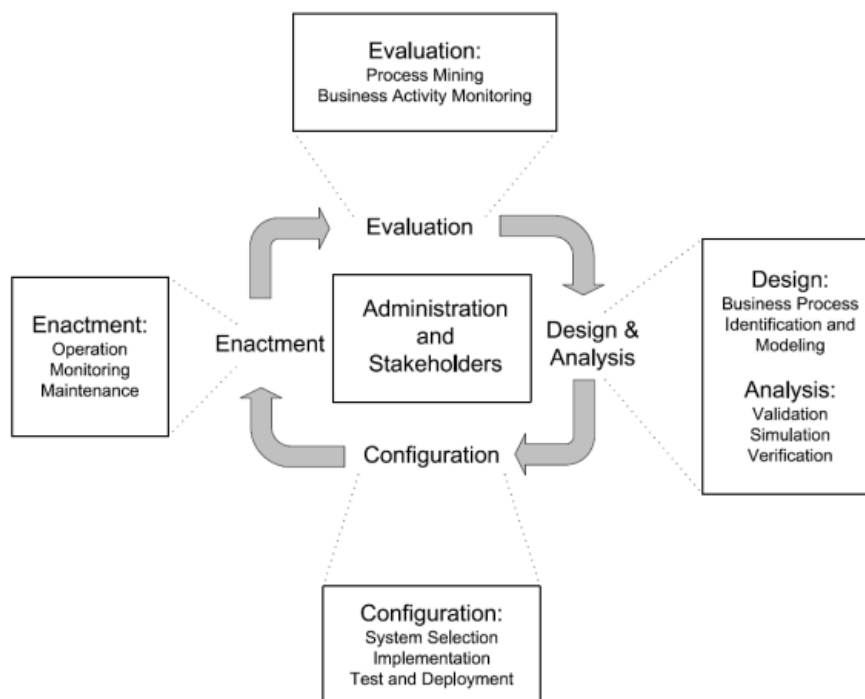 Evaluation:
Process Mining
Business Activity Monitoring
Evaluation
Administration
and
Stakeholders
Design &
Analysis
Design:
Business Process
Identification and
Modeling
Analysis:
Validation
Simulation
Verification
Enactment:
Operation
Monitoring
Maintenance
Enactment
Configuration
Configuration:
System Selection
Implementation
Test and Deployment